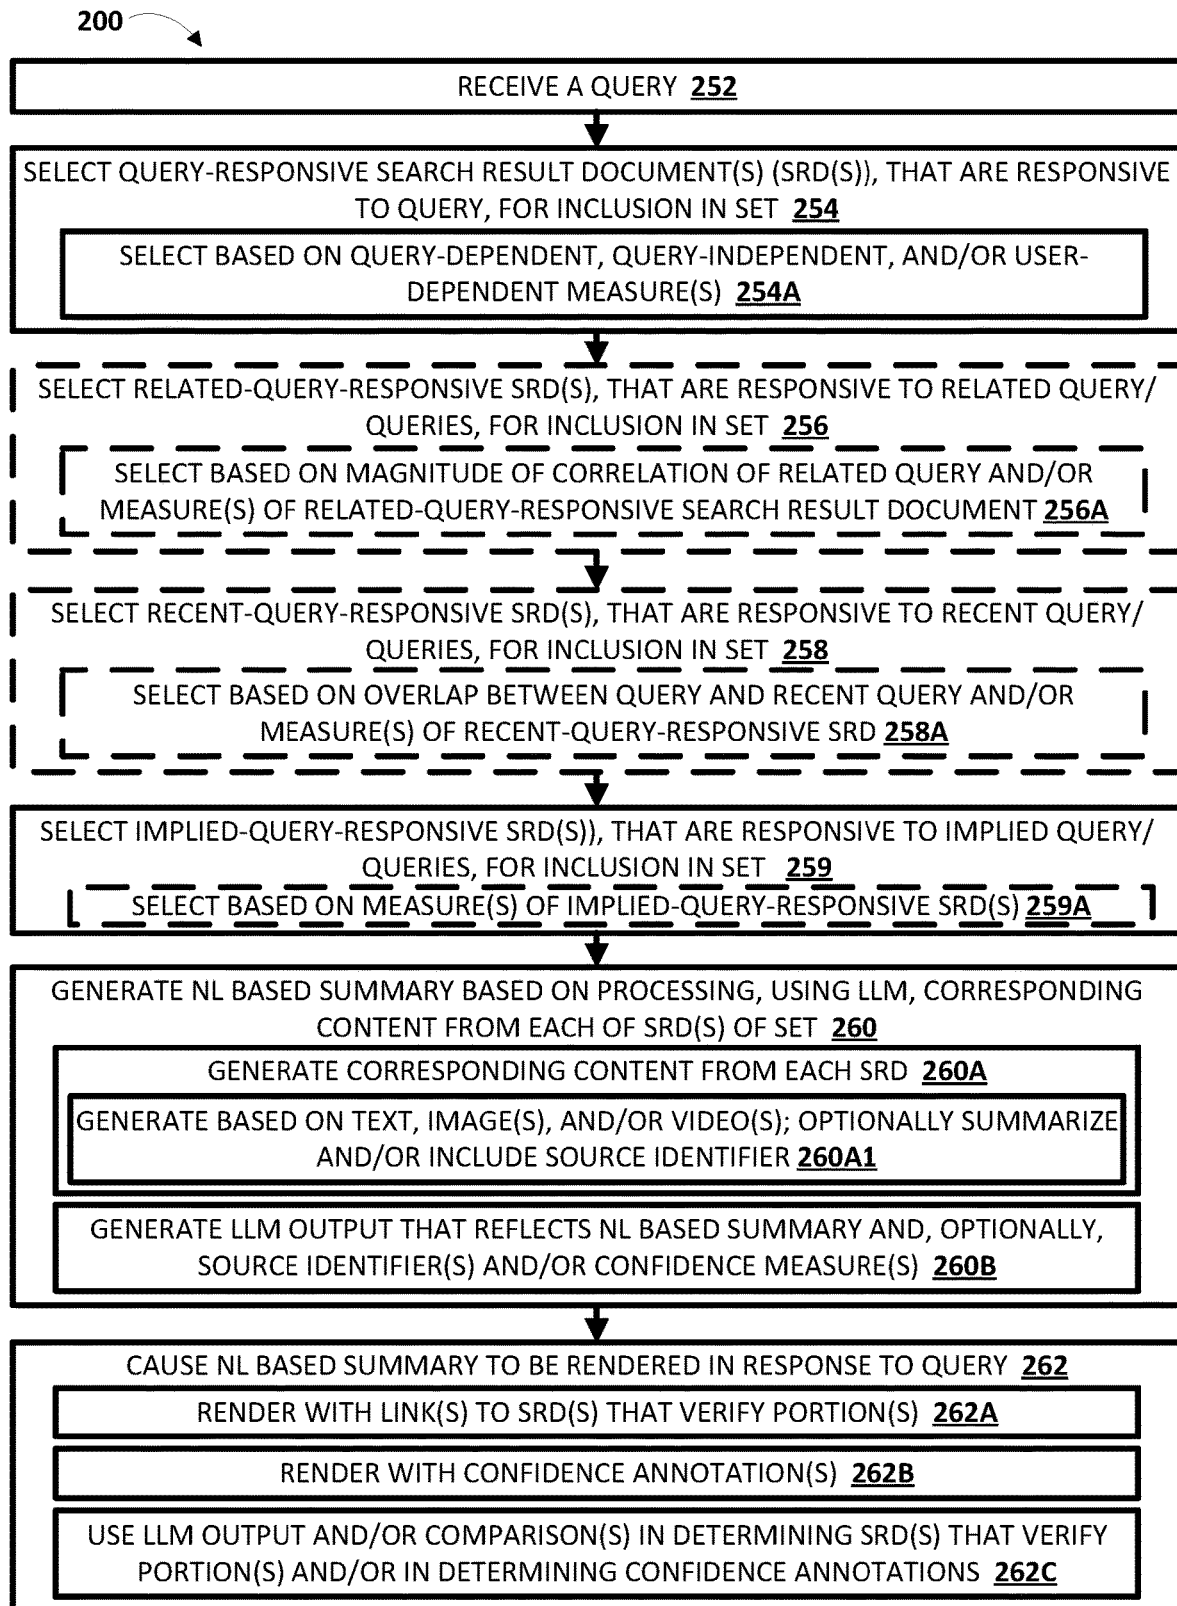 200
RECEIVE A QUERY 252
SELECT QUERY-RESPONSIVE SEARCH RESULT DOCUMENT(S) (SRD(S)), THAT ARE RESPONSIVE
TO QUERY, FOR INCLUSION IN SET 254
SELECT BASED ON QUERY-DEPENDENT, QUERY-INDEPENDENT, AND/OR USER-
DEPENDENT MEASURE(S) 254A
SELECT RELATED-QUERY-RESPONSIVE SRD(S), THAT ARE RESPONSIVE TO RELATED QUERY/
QUERIES, FOR INCLUSION IN SET 256
SELECT BASED ON MAGNITUDE OF CORRELATION OF RELATED QUERY AND/OR
MEASURE(S) OF RELATED-QUERY-RESPONSIVE SEARCH RESULT DOCUMENT 256A
SELECT RECENT-QUERY-RESPONSIVE SRD(S), THAT ARE RESPONSIVE TO RECENT QUERY/
QUERIES, FOR INCLUSION IN SET 258
SELECT BASED ON OVERLAP BETWEEN QUERY AND RECENT QUERY AND/OR
MEASURE(S) OF RECENT-QUERY-RESPONSIVE SRD 258A
SELECT IMPLIED-QUERY-RESPONSIVE SRD(S)), THAT ARE RESPONSIVE TO IMPLIED QUERY/
QUERIES, FOR INCLUSION IN SET 259
SELECT BASED ON MEASURE(S) OF IMPLIED-QUERY-RESPONSIVE SRD(S) 259A
GENERATE NL BASED SUMMARY BASED ON PROCESSING, USING LLM, CORRESPONDING
CONTENT FROM EACH OF SRD(S) OF SET 260
GENERATE CORRESPONDING CONTENT FROM EACH SRD 260A
GENERATE BASED ON TEXT, IMAGE(S), AND/OR VIDEO(S); OPTIONALLY SUMMARIZE
AND/OR INCLUDE SOURCE IDENTIFIER 260A1
GENERATE LLM OUTPUT THAT REFLECTS NL BASED SUMMARY AND, OPTIONALLY,
SOURCE IDENTIFIER(S) AND/OR CONFIDENCE MEASURE(S) 260B
CAUSE NL BASED SUMMARY TO BE RENDERED IN RESPONSE TO QUERY 262
RENDER WITH LINK(S) TO SRD(S) THAT VERIFY PORTION(S) 262A
RENDER WITH CONFIDENCE ANNOTATION(S) 262B
USE LLM OUTPUT AND/OR COMPARISON(S) IN DETERMINING SRD(S) THAT VERIFY
PORTION(S) AND/OR IN DETERMINING CONFIDENCE ANNOTATIONS 262C